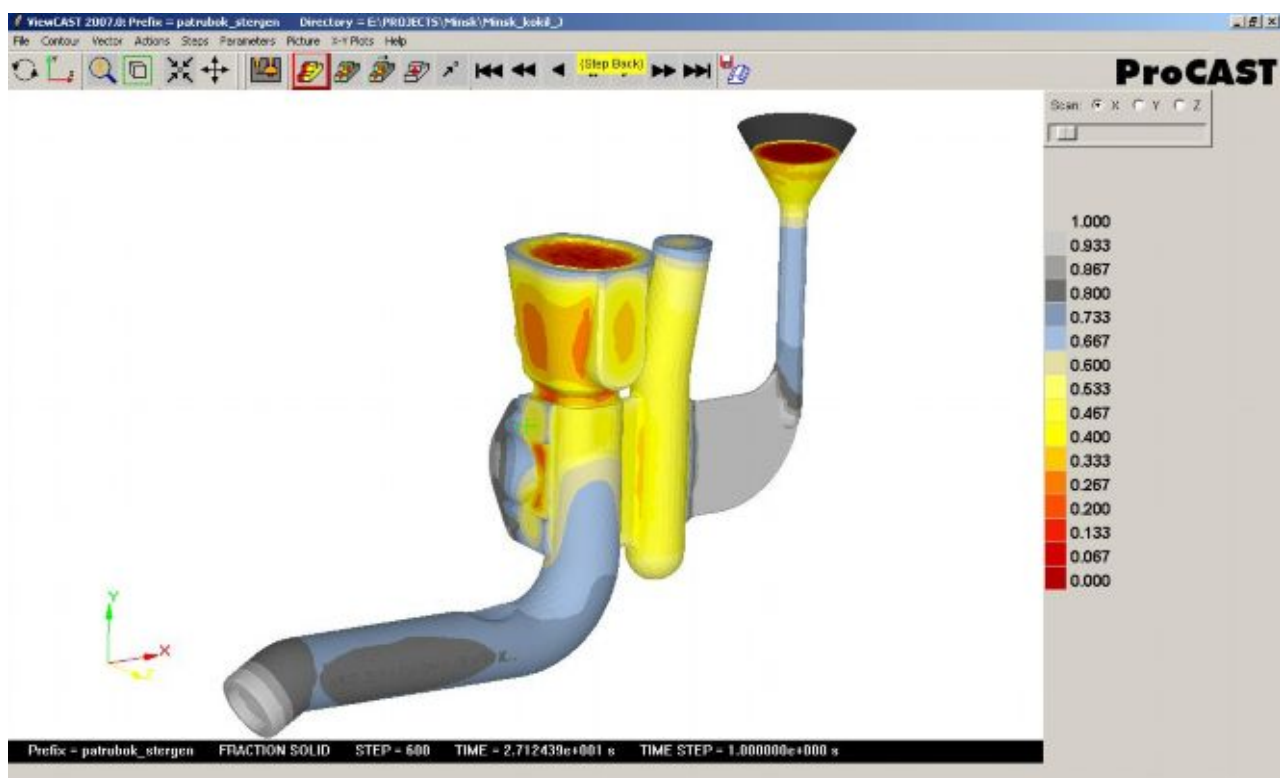 ViewCAST 2007.0: Prefix = patrubok_stergen Directory = E:\PROJECTS\Minsk\Minsk_kokil_)
File Contour Vector Actions Steps Parameters Picture X-Y Plots Help
(Step Back)
ProCAST
Scan: X Y Z
1.000
0.933
0.867
0.800
0.733
0.667
0.600
0.533
0.467
0.400
0.333
0.267
0.200
0.133
0.067
0.000
Y
X
Z
Prefix = patrubok_stergen FRACTION SOLID STEP = 600 TIME = 2.712439e+001 s TIME STEP = 1.000000e+000 s